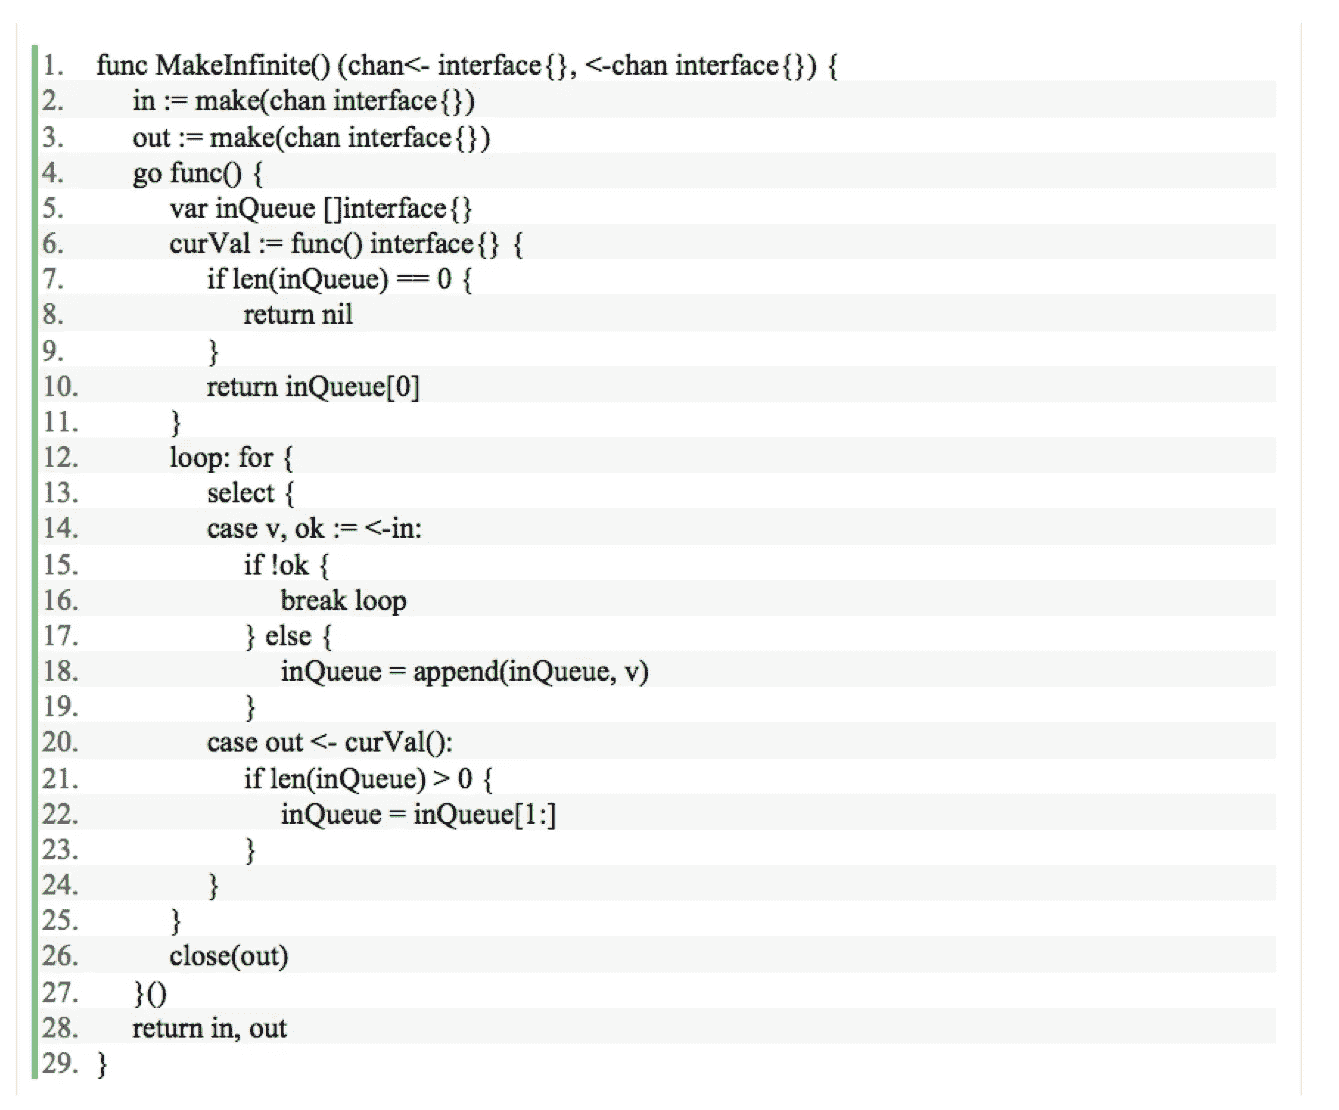 1. func MakeInfinite() (chan<- interface{}, <-chan interface{}) {
2. in := make(chan interface{})
3. out := make(chan interface{})
4. go func() {
5. var inQueue []interface{}
6. curVal := func() interface{} {
7. if len(inQueue) == 0 {
8. return nil
9. }
10. return inQueue[0]
11. }
12. loop: for {
13. select {
14. case v, ok := <-in:
15. if !ok {
16. break loop
17. } else {
18. inQueue = append(inQueue, v)
19. }
20. case out <- curVal():
21. if len(inQueue) > 0 {
22. inQueue = inQueue[1:]
23. }
24. }
25. }
26. close(out)
27. }()
28. return in, out
29. }